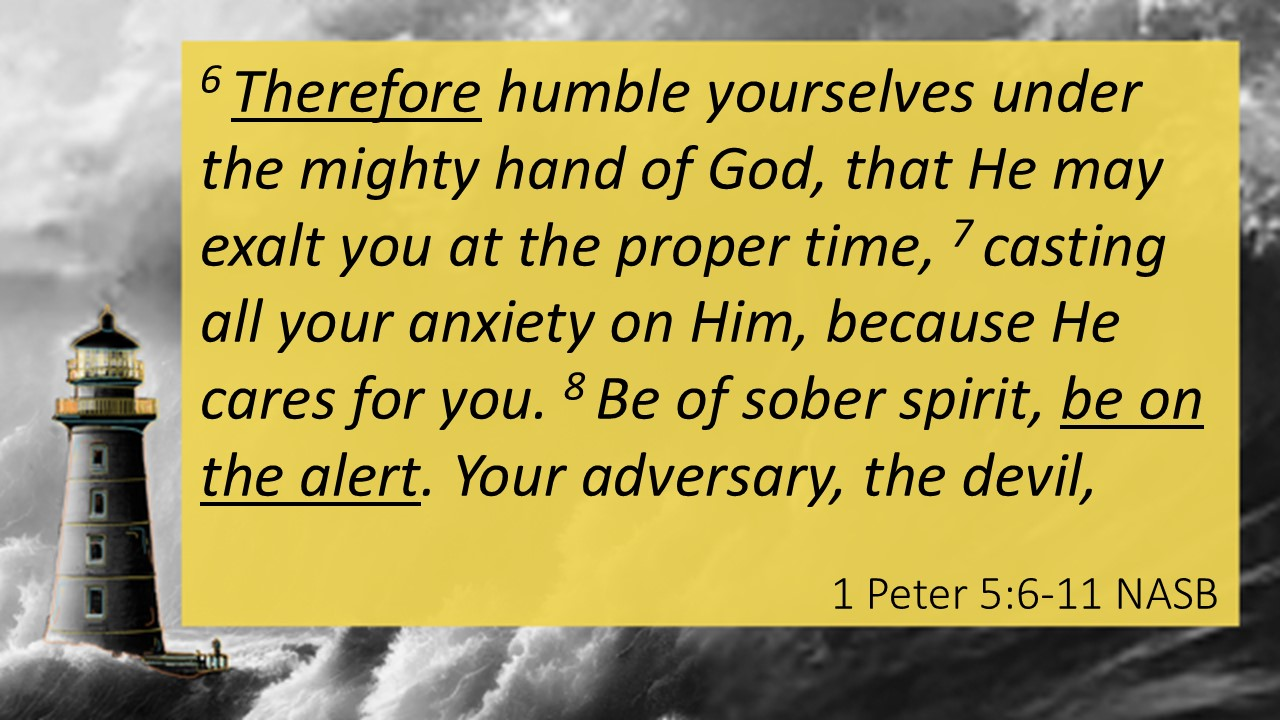 6 Therefore humble yourselves under
the mighty hand of God, that He may
exalt you at the proper time, 7 casting
all your anxiety on Him, because He
cares for you. 8 Be of sober spirit, be on
the alert. Your adversary, the devil,
1 Peter 5:6-11 NASB